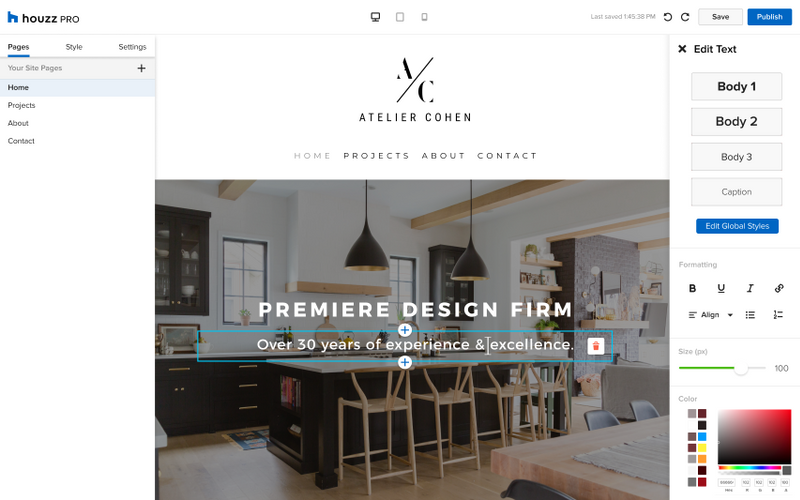 houzz PRO
Last saved 1:45:38 PM
Save
Publish
Pages
Style
Settings
Your Site Pages
Home
Projects
About
Contact
A/C
ATELIER COHEN
HOME PROJECTS ABOUT CONTACT
PREMIERE DESIGN FIRM
Over 30 years of experience & excellence.
Edit Text
Body 1
Body 2
Body 3
Caption
Edit Global Styles
Formatting
B U I
Align
Size (px)
100
Color